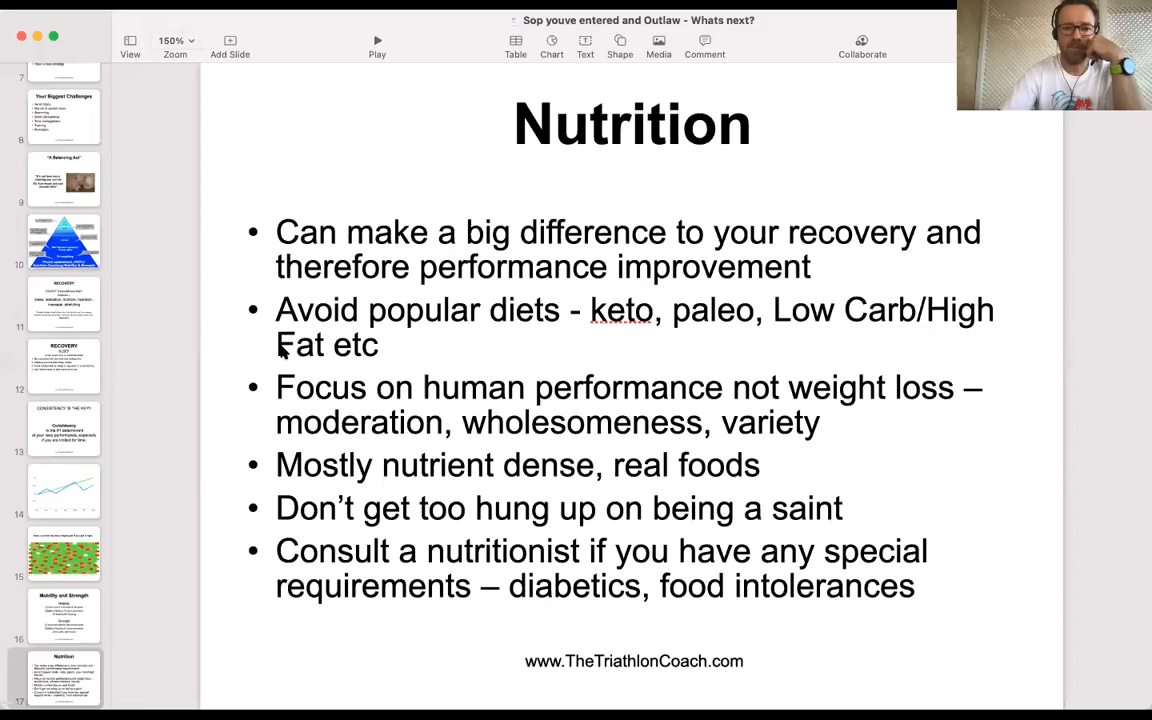 Sop youve entered and Outlaw - Whats next?
150%
View
Zoom
Add Slide
Play
Table
Chart
Text
Shape
Media
Comment
Collaborate
7
Your Biggest Challenges
8
"A Balancing Act"
9
10
RECOVERY
11
RECOVERY
12
CONSISTENCY IS THE KEY!
Consistency
13
14
15
Mobility and Strength
16
Nutrition
17
Nutrition
• Can make a big difference to your recovery and
therefore performance improvement
• Avoid popular diets - keto, paleo, Low Carb/High
Fat etc
• Focus on human performance not weight loss –
moderation, wholesomeness, variety
• Mostly nutrient dense, real foods
• Don't get too hung up on being a saint
• Consult a nutritionist if you have any special
requirements – diabetics, food intolerances
www.TheTriathlonCoach.com